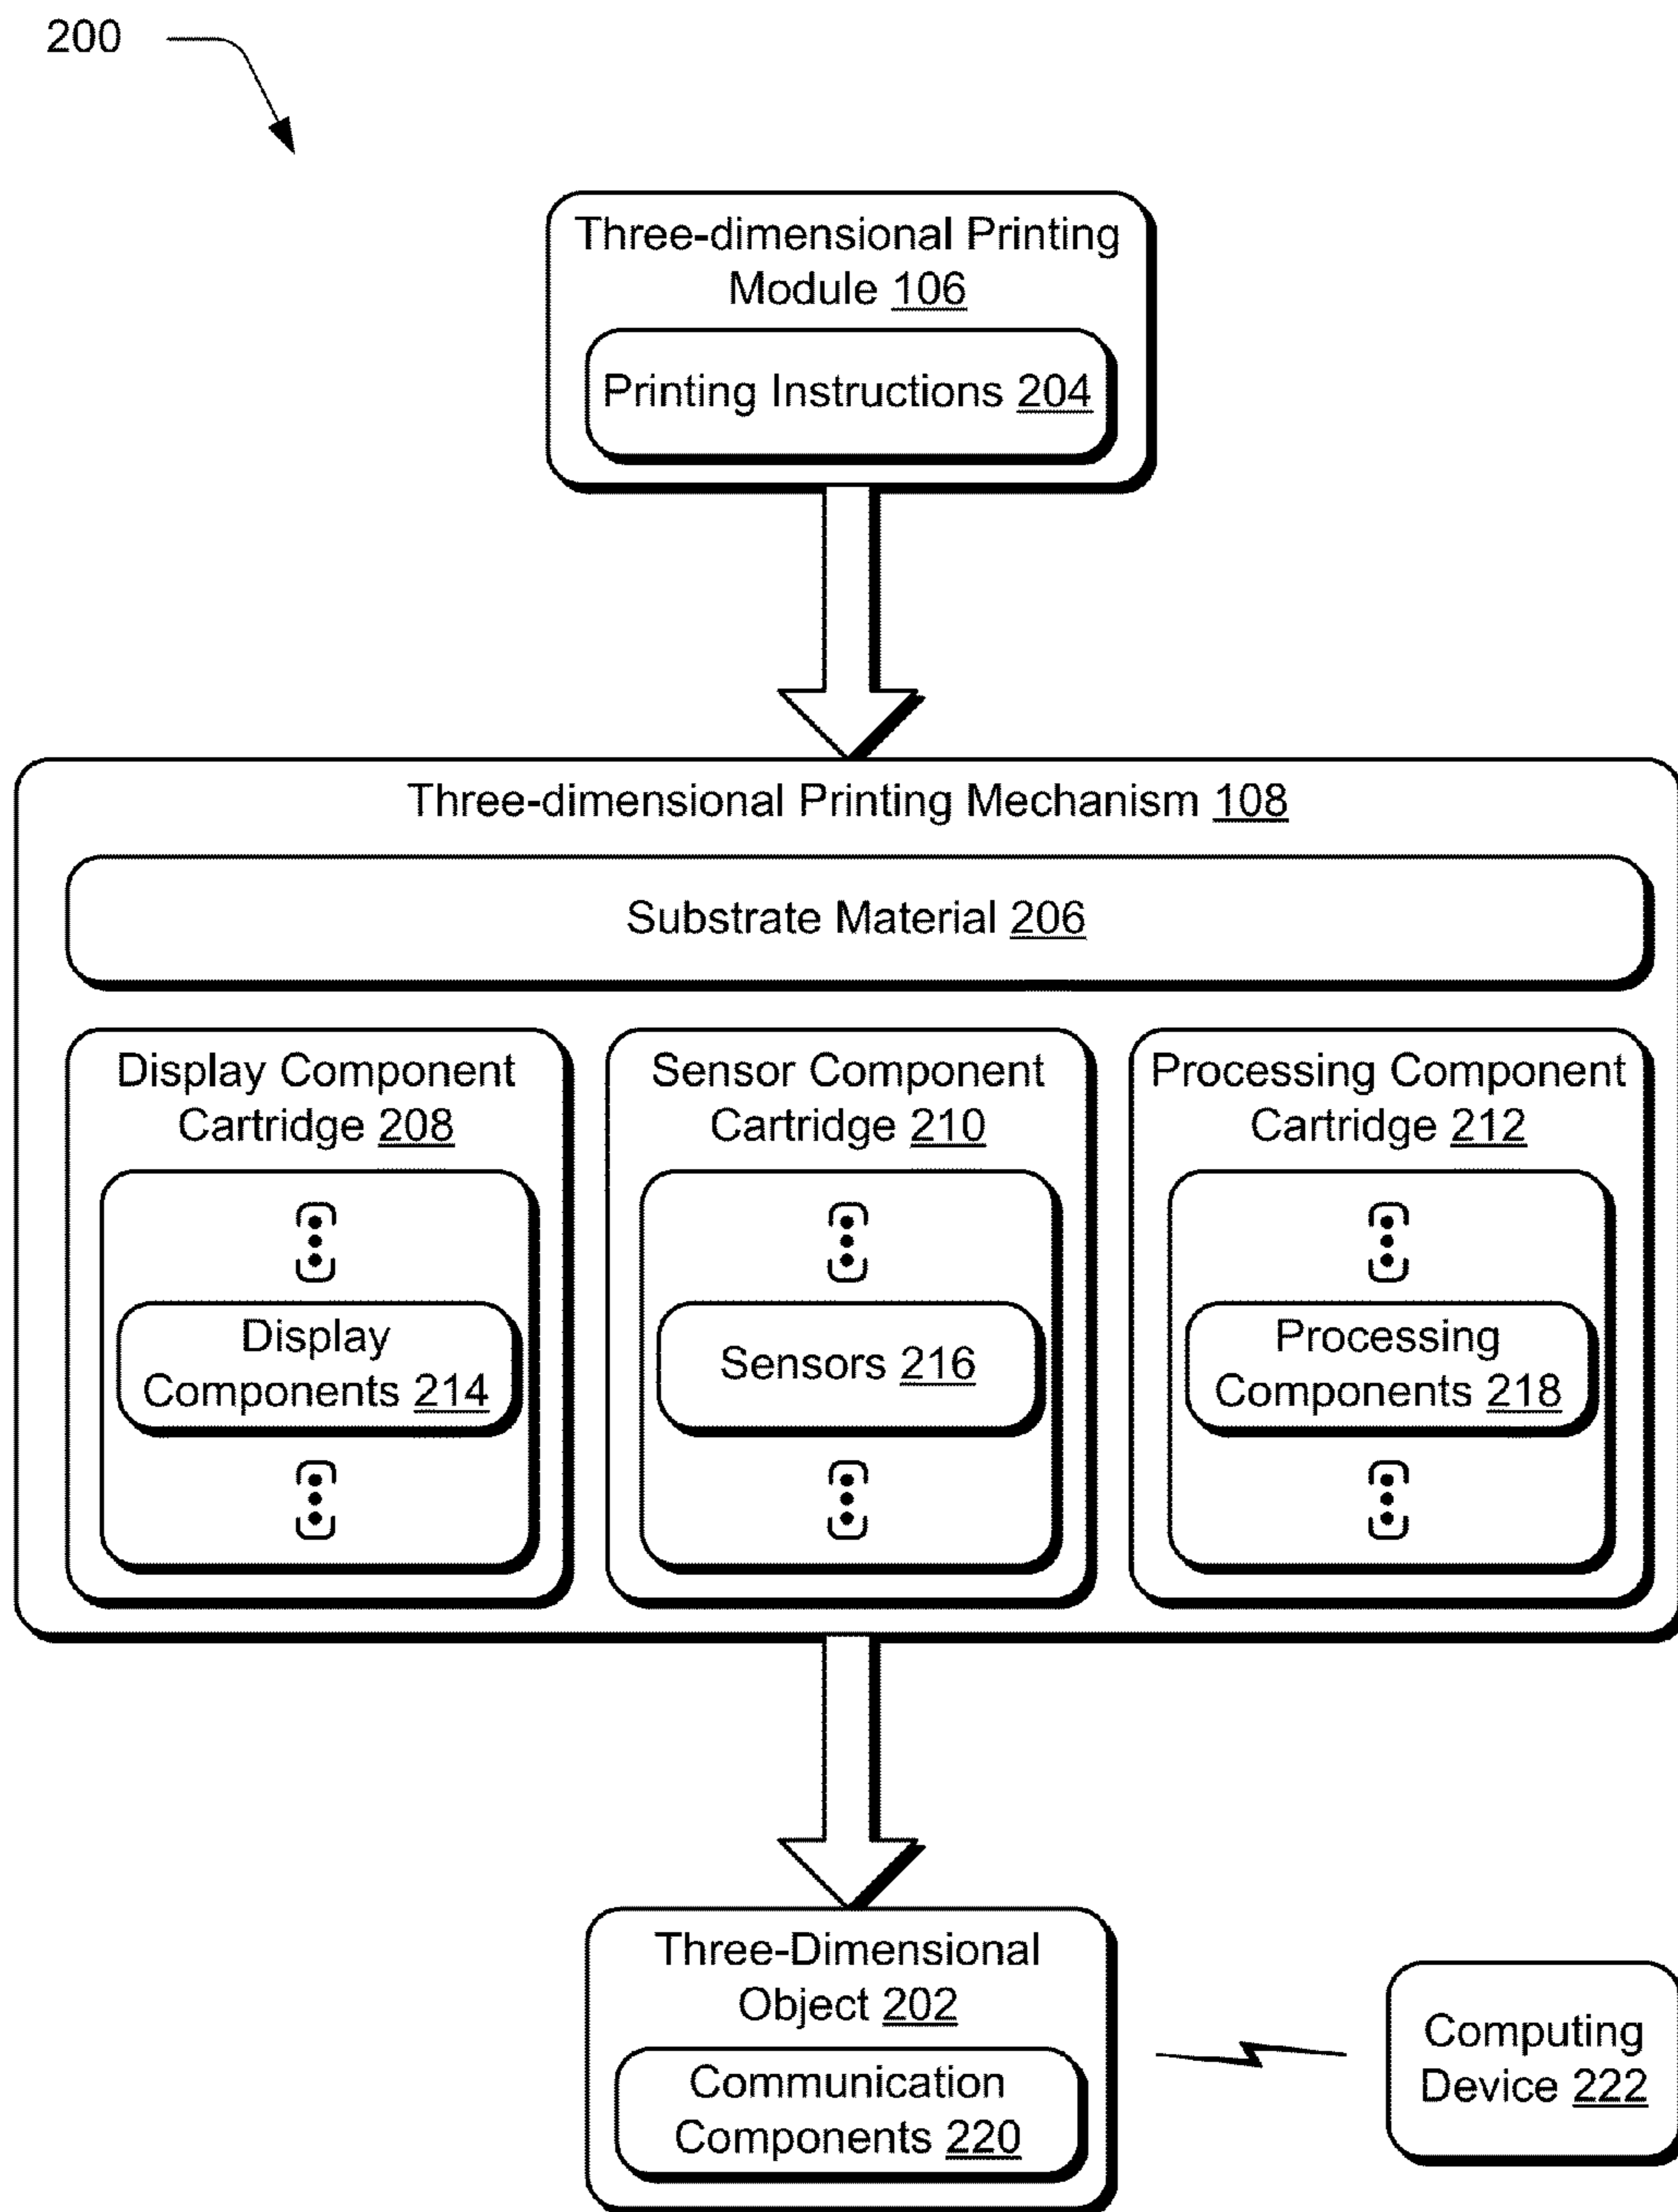 200
Three-dimensional Printing
Module 106
Printing Instructions 204
Three-dimensional Printing Mechanism 108
Substrate Material 206
Display Component
Cartridge 208
Display
Components 214
Sensor Component
Cartridge 210
Sensors 216
Processing Component
Cartridge 212
Processing
Components 218
Three-Dimensional
Object 202
Communication
Components 220
Computing
Device 222